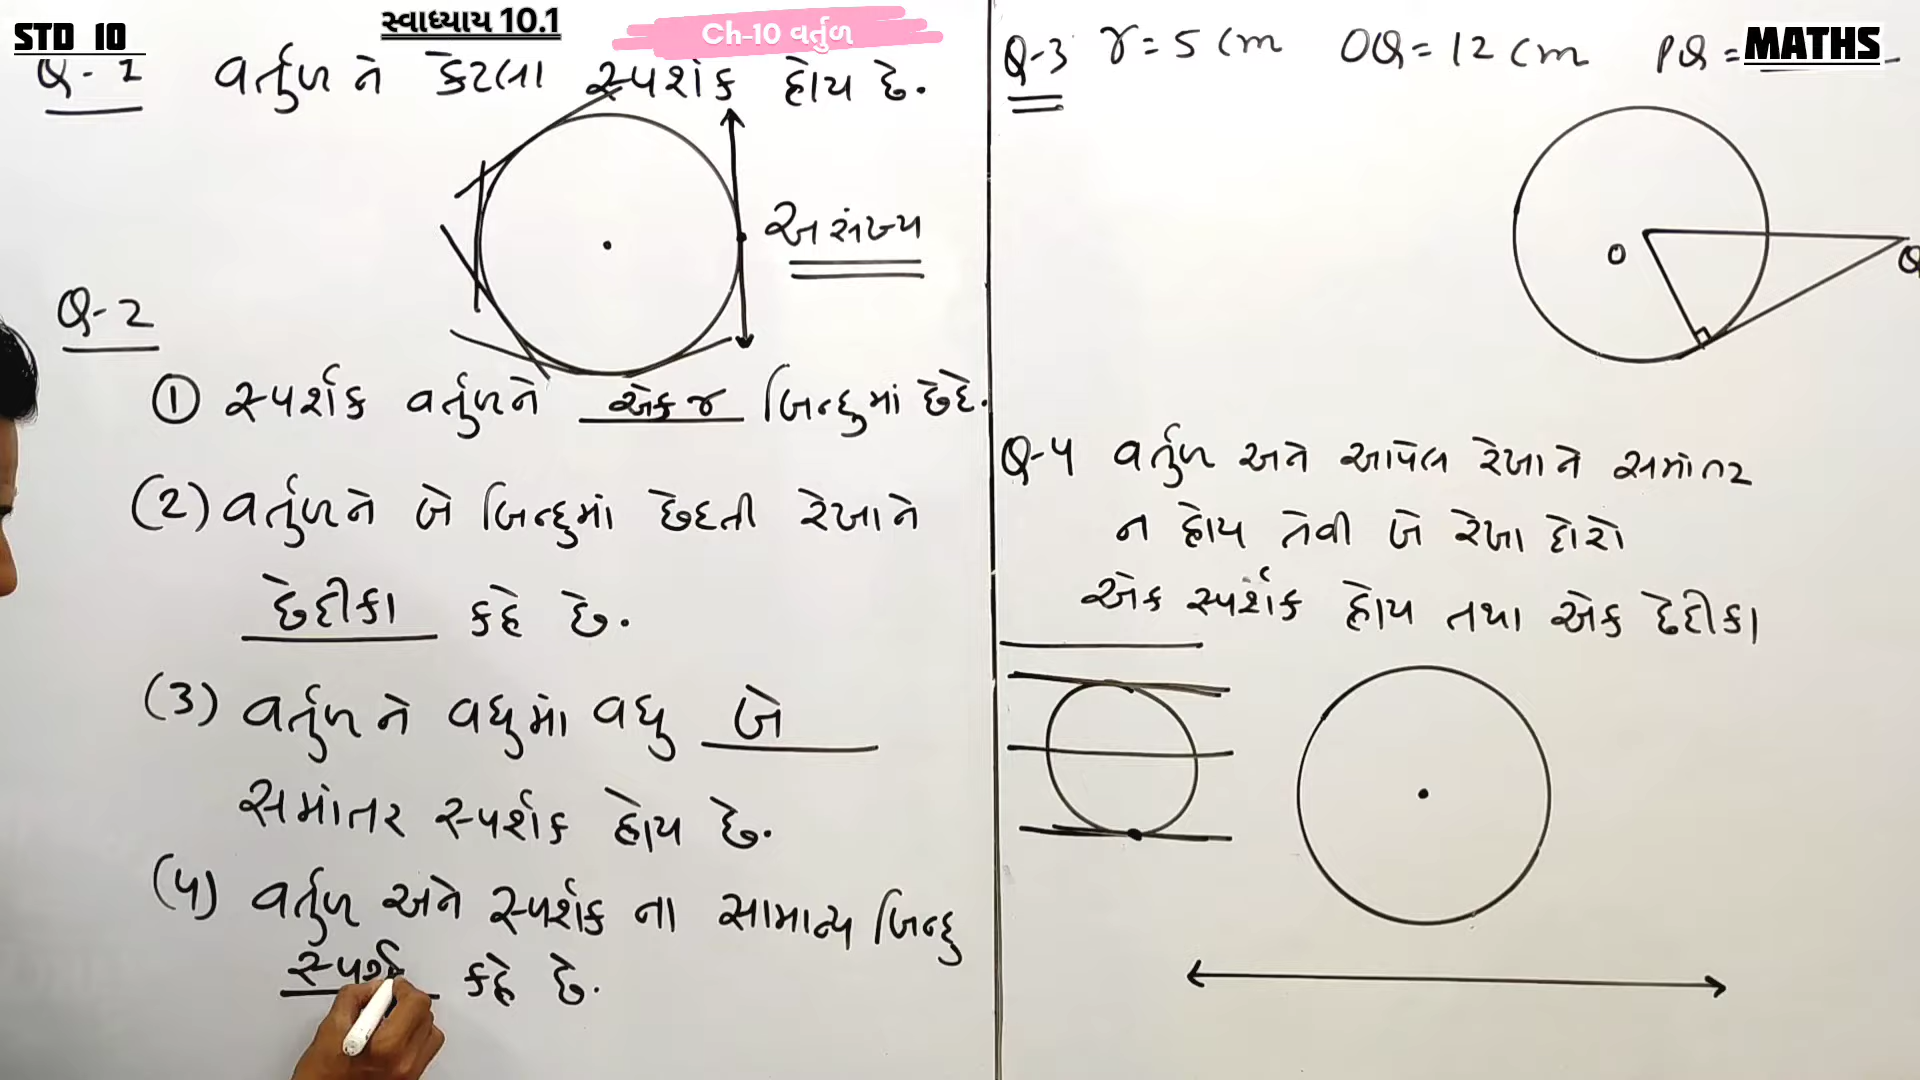 STD 10
સ્વાધ્યાય 10.1
Ch-10 વર્તુળ
MATHS
Q-1 વર્તુળને કેટલા સ્પર્શક હોય છે.
અસંખ્ય
Q-2
① સ્પર્શક વર્તુળને એકજ બિન્દુમાં છેદે.
(2) વર્તુળને બે બિન્દુમાં છેદતી રેખાને
છેદીકા કહે છે.
(3) વર્તુળને વધુમાં વધુ બે
સમાંતર સ્પર્શક હોય છે.
(4) વર્તુળ અને સ્પર્શક ના સામાન્ય બિન્દુ
કહે છે.
Q-3 r = 5 cm OQ = 12 cm PQ =
O
Q
Q-4 વર્તુળ અને આપેલ રેખાને સમાંતર
ન હોય તેવી બે રેખા દોરો
એક સ્પર્શક હોય તથા એક છેદીકા